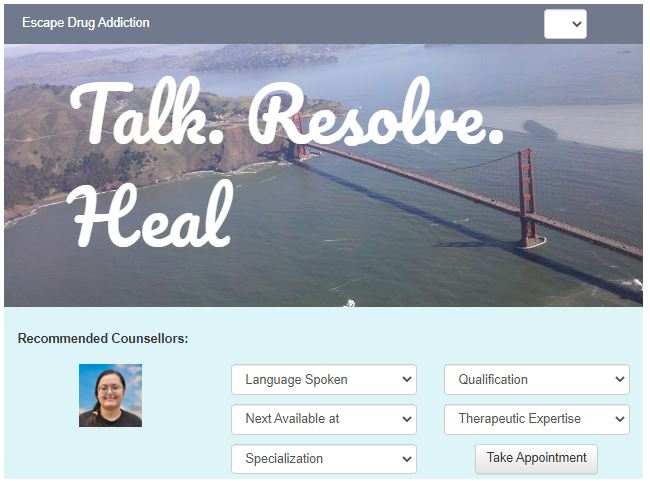 Escape Drug Addiction
Talk. Resolve.
Heal
Recommended Counsellors:
Language Spoken
Qualification
Next Available at
Therapeutic Expertise
Specialization
Take Appointment